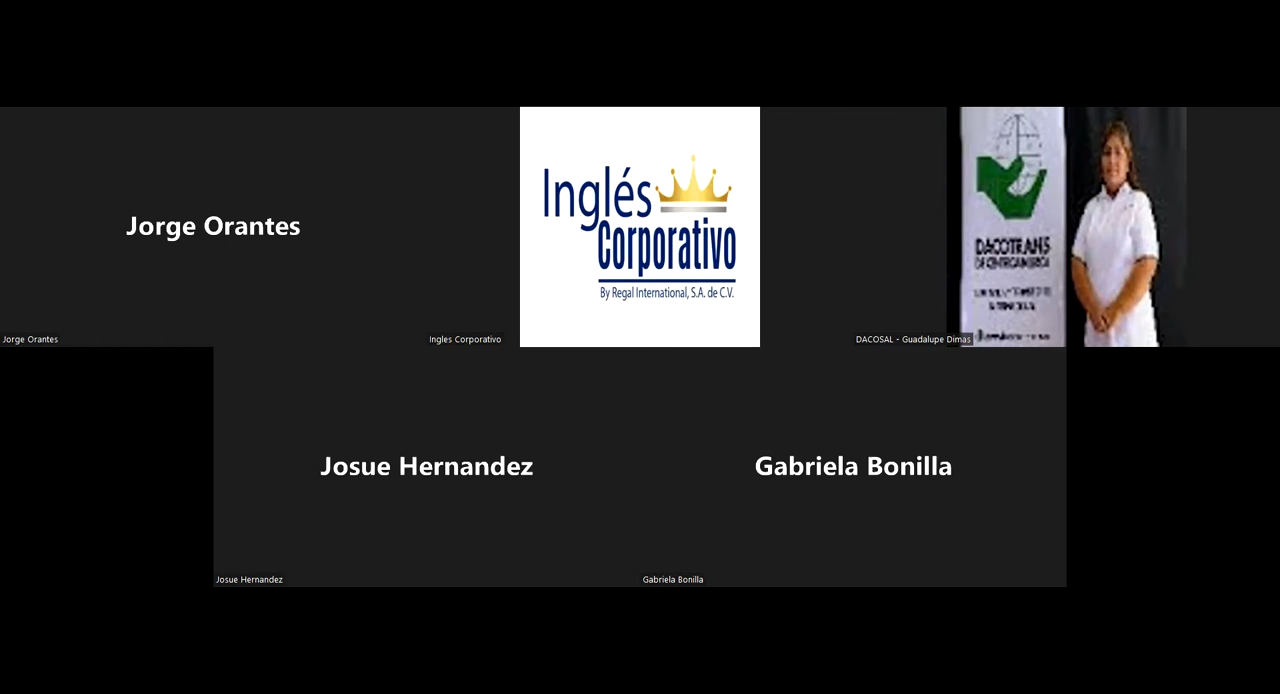 Jorge Orantes
Jorge Orantes
Inglés
Corporativo
By Regal International, S.A. de C.V.
Ingles Corporativo
DACOTRANS
DE CENTROAMERICA
DACOSAL - Guadalupe Dimas
Josue Hernandez
Josue Hernandez
Gabriela Bonilla
Gabriela Bonilla